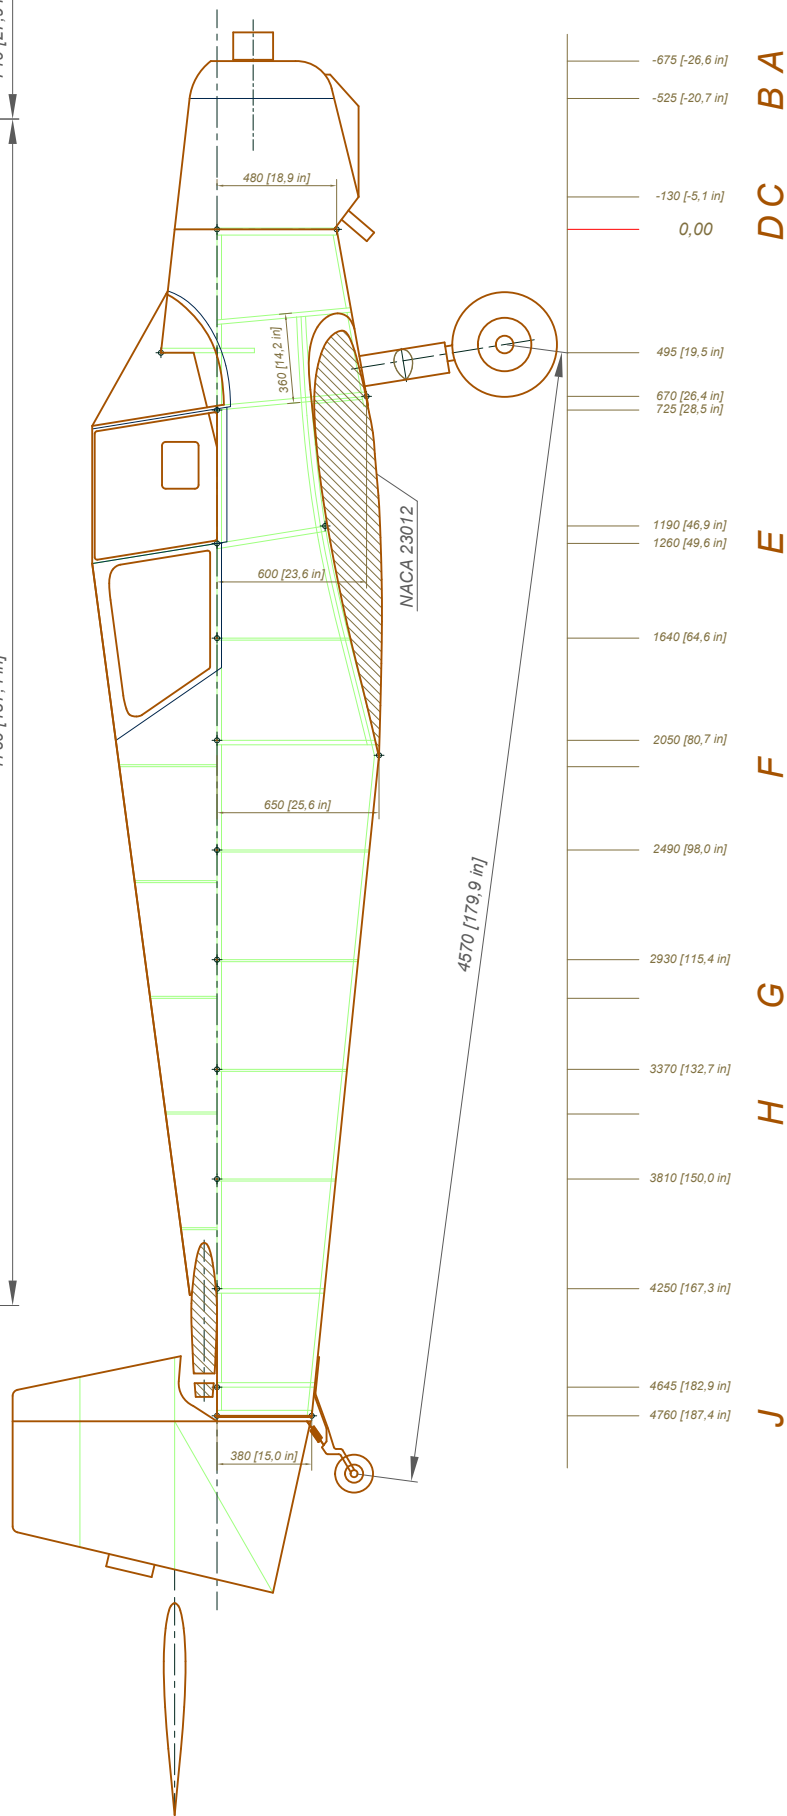 -675 [-26,6 in]
A
-525 [-20,7 in]
B
480 [18,9 in]
-130 [-5,1 in]
C
0,00
D
360 [14,2 in]
495 [19,5 in]
670 [26,4 in]
725 [28,5 in]
NACA 23012
1190 [46,9 in]
1260 [49,6 in]
E
600 [23,6 in]
1640 [64,6 in]
2050 [80,7 in]
F
650 [25,6 in]
2490 [98,0 in]
4570 [179,9 in]
2930 [115,4 in]
G
3370 [132,7 in]
H
3810 [150,0 in]
4250 [167,3 in]
4645 [182,9 in]
4760 [187,4 in]
J
380 [15,0 in]